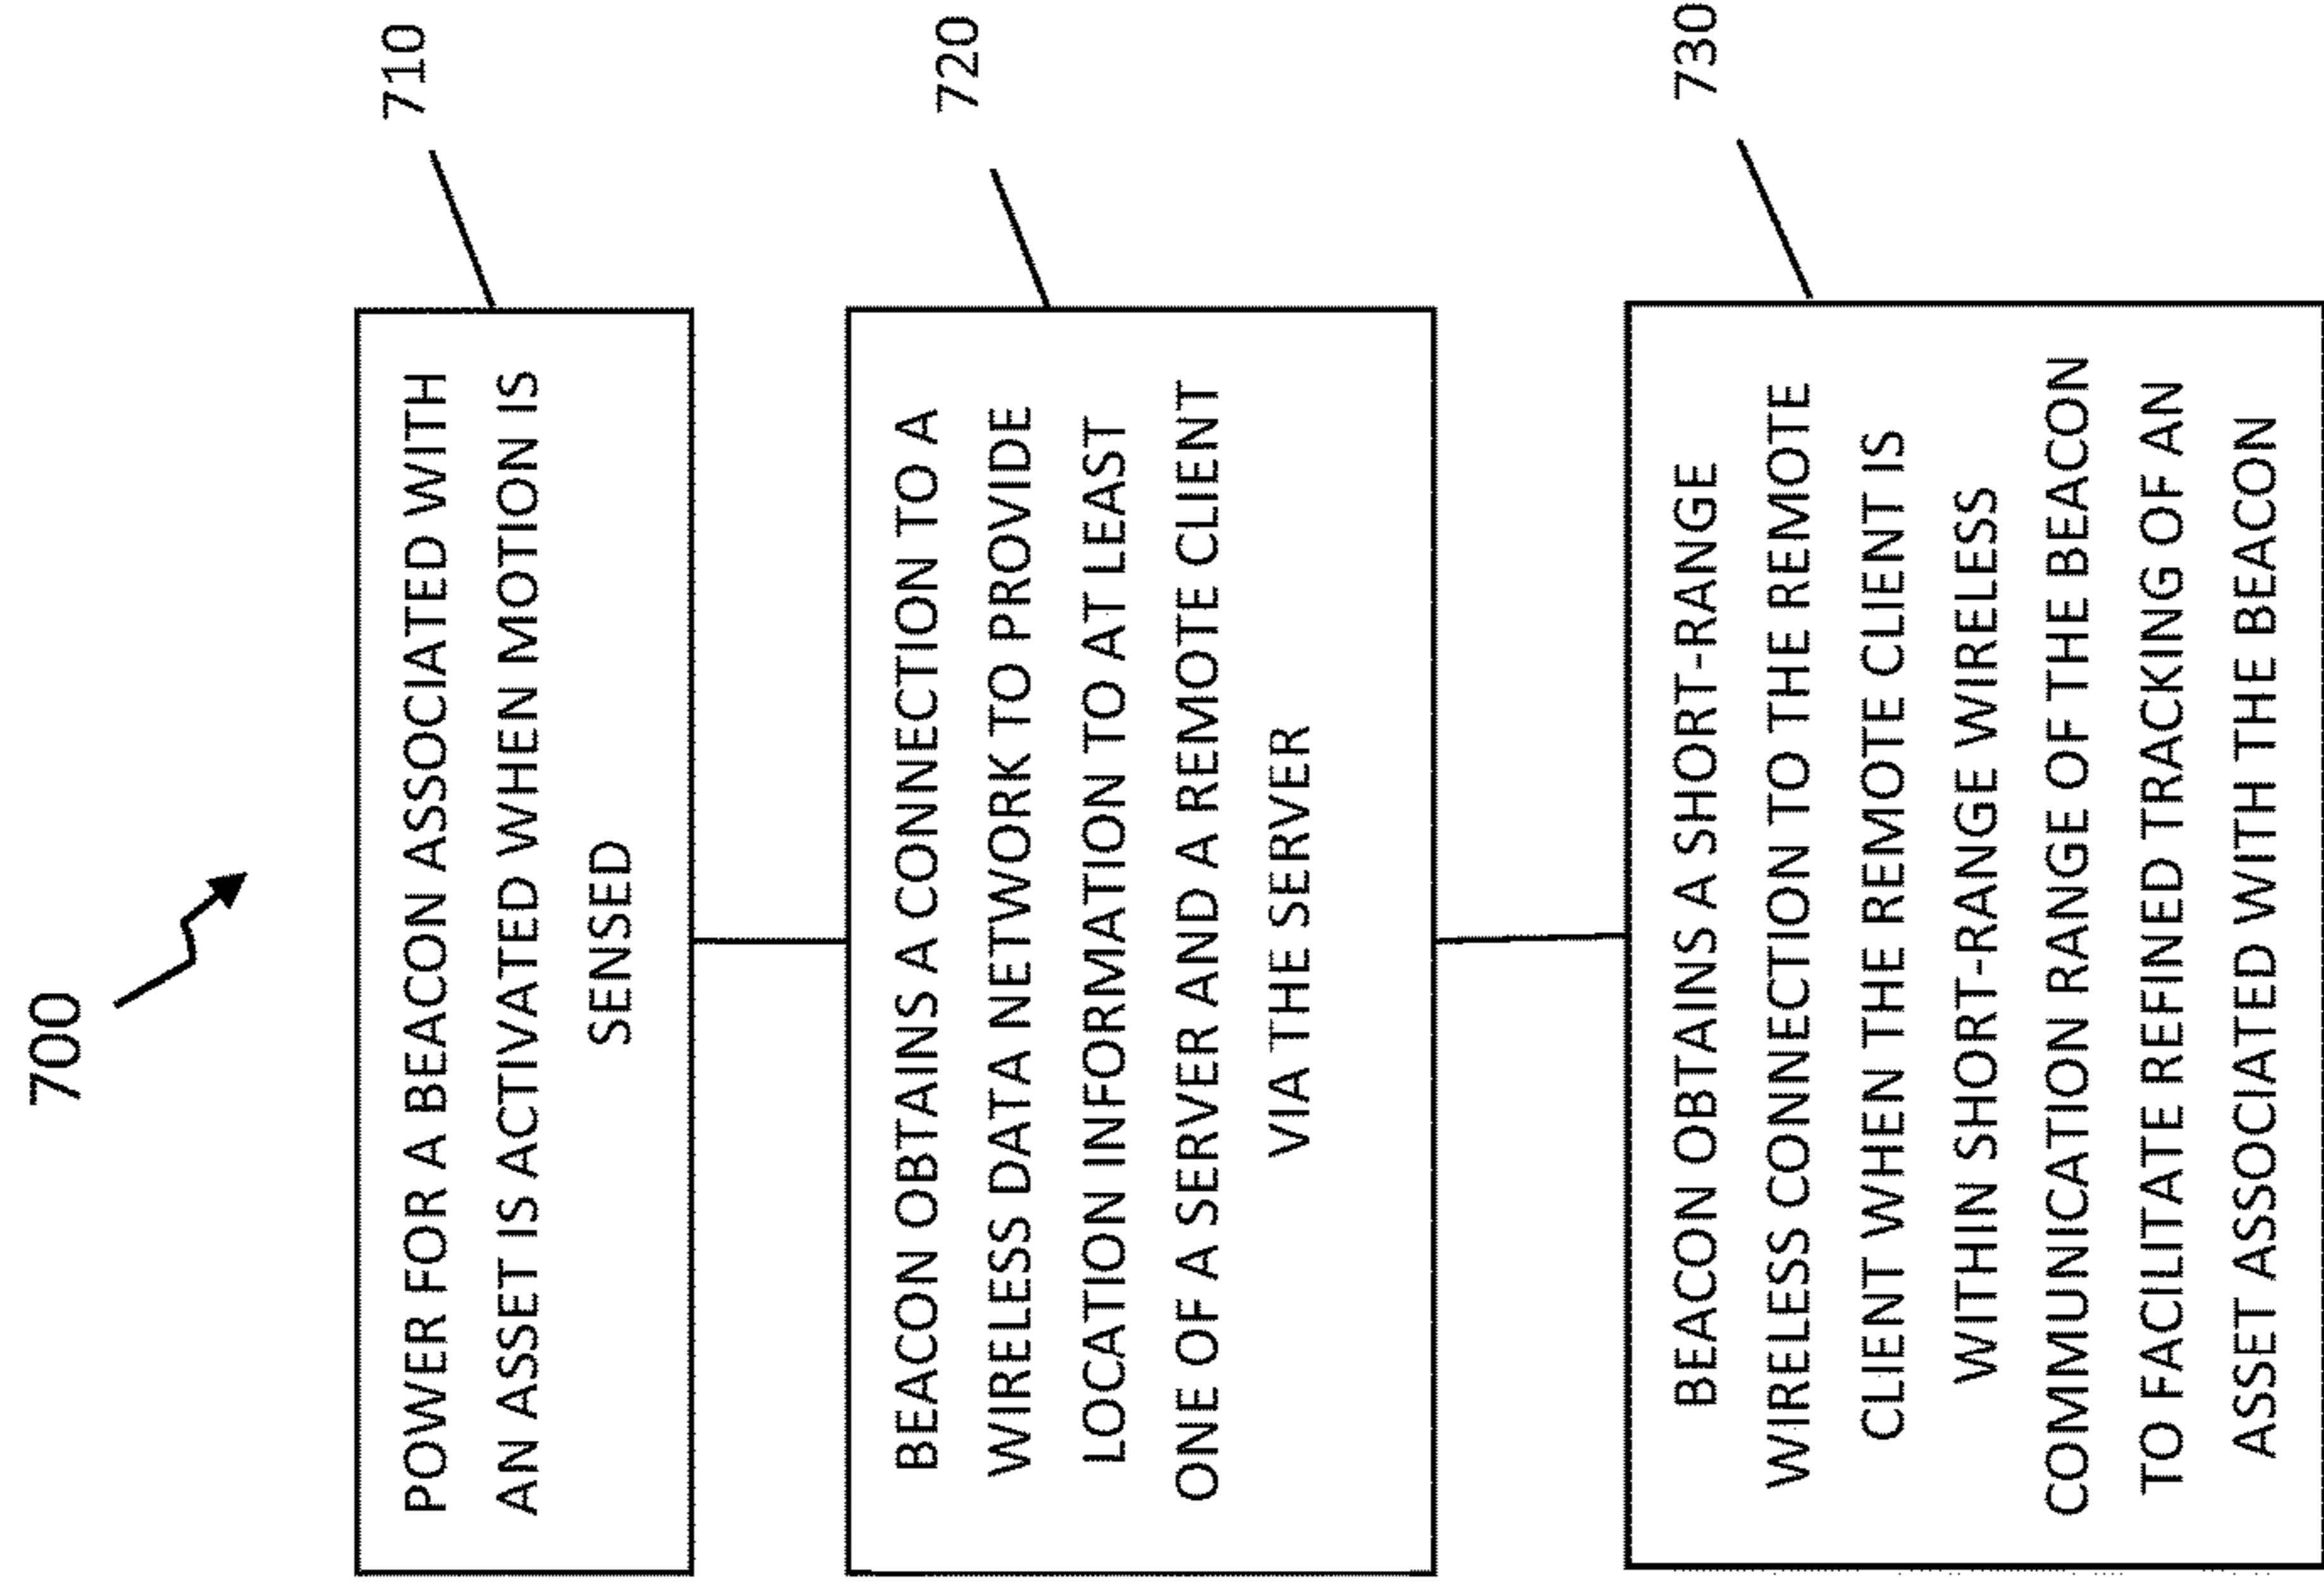 700
POWER FOR A BEACON ASSOCIATED WITH
AN ASSET IS ACTIVATED WHEN MOTION IS
SENSED
710
BEACON OBTAINS A CONNECTION TO A
WIRELESS DATA NETWORK TO PROVIDE
LOCATION INFORMATION TO AT LEAST
ONE OF A SERVER AND A REMOTE CLIENT
VIA THE SERVER
720
BEACON OBTAINS A SHORT-RANGE
WIRELESS CONNECTION TO THE REMOTE
CLIENT WHEN THE REMOTE CLIENT IS
WITHIN SHORT-RANGE WIRELESS
COMMUNICATION RANGE OF THE BEACON
TO FACILITATE REFINED TRACKING OF AN
ASSET ASSOCIATED WITH THE BEACON
730